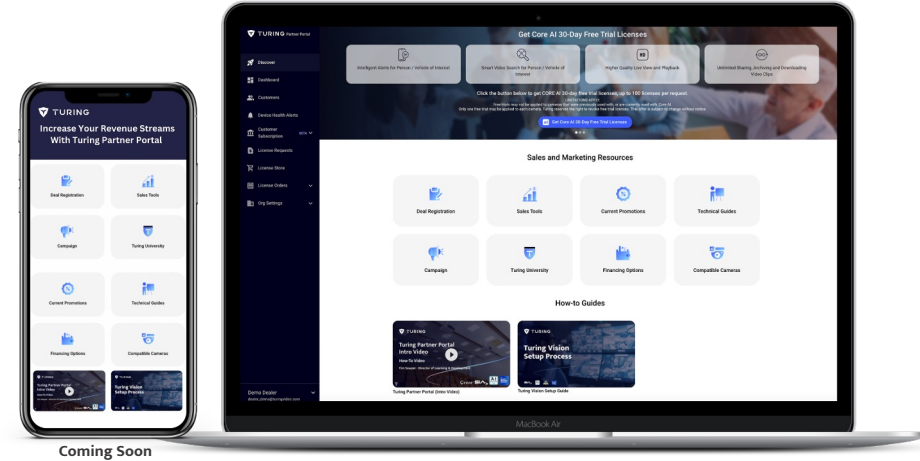 TURING
Increase Your Revenue Streams
With Turing Partner Portal
Deal Registration
Sales Tools
Campaign
Turing University
Current Promotions
Technical Guides
Financing Options
Compatible Cameras
TURING
Turing Partner Portal
Intro Video
TURING
Turing Vision
Setup Process
Coming Soon
TURING Partner Portal
Discover
Dashboard
Customers
Device Health Alerts
Customer
Subscription BETA
License Requests
License Store
License Orders
Org Settings
Demo Dealer
Get Core AI 30-Day Free Trial Licenses
Intelligent Alerts for Person / Vehicle of Interest
Smart Video Search for Person / Vehicle of
Interest
Higher Quality Live View and Playback
Unlimited Sharing, Archiving and Downloading
Video Clips
Click the button below to get CORE AI 30-day free trial licenses, up to 100 licenses per request.
Get Core AI 30-Day Free Trial Licenses
Sales and Marketing Resources
Deal Registration
Sales Tools
Current Promotions
Technical Guides
Campaign
Turing University
Financing Options
Compatible Cameras
How-to Guides
TURING
Turing Partner Portal
Intro Video
How-To Video
TURING
Turing Vision
Setup Process
Turing Partner Portal (Intro Video)
Turing Vision Setup Guide
MacBook Air